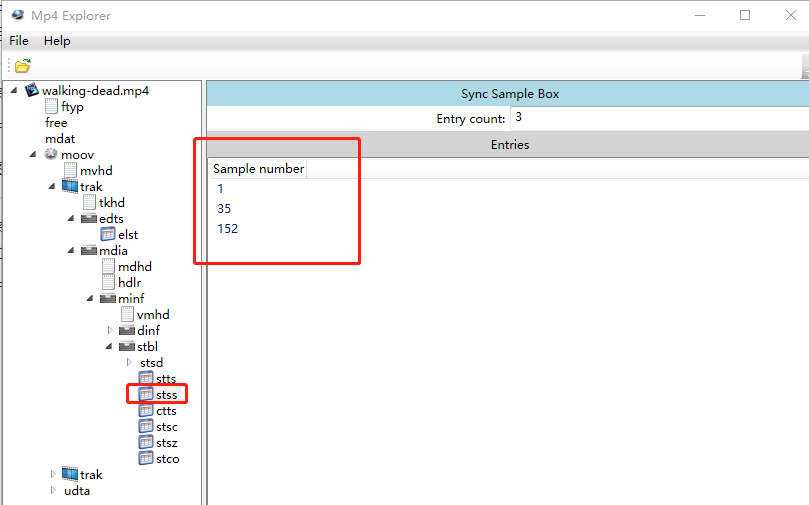 Mp4 Explorer
File Help
walking-dead.mp4
ftyp
free
mdat
moov
mvhd
trak
tkhd
edts
elst
mdia
mdhd
hdlr
minf
vmhd
dinf
stbl
stsd
stts
stss
ctts
stsc
stsz
stco
trak
udta
Sync Sample Box
Entry count: 3
Entries
Sample number
1
35
152